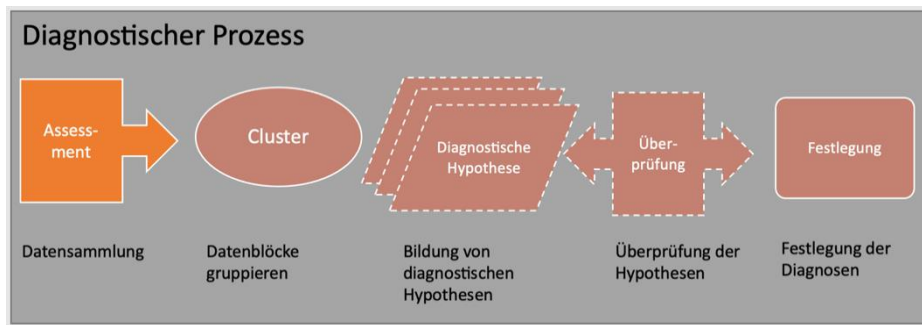 Diagnostischer Prozess
Assess-
ment
Cluster
Diagnostische
Hypothese
Über-
prüfung
Festlegung
Datensammlung
Datenblöcke
gruppieren
Bildung von
diagnostischen
Hypothesen
Überprüfung der
Hypothesen
Festlegung der
Diagnosen